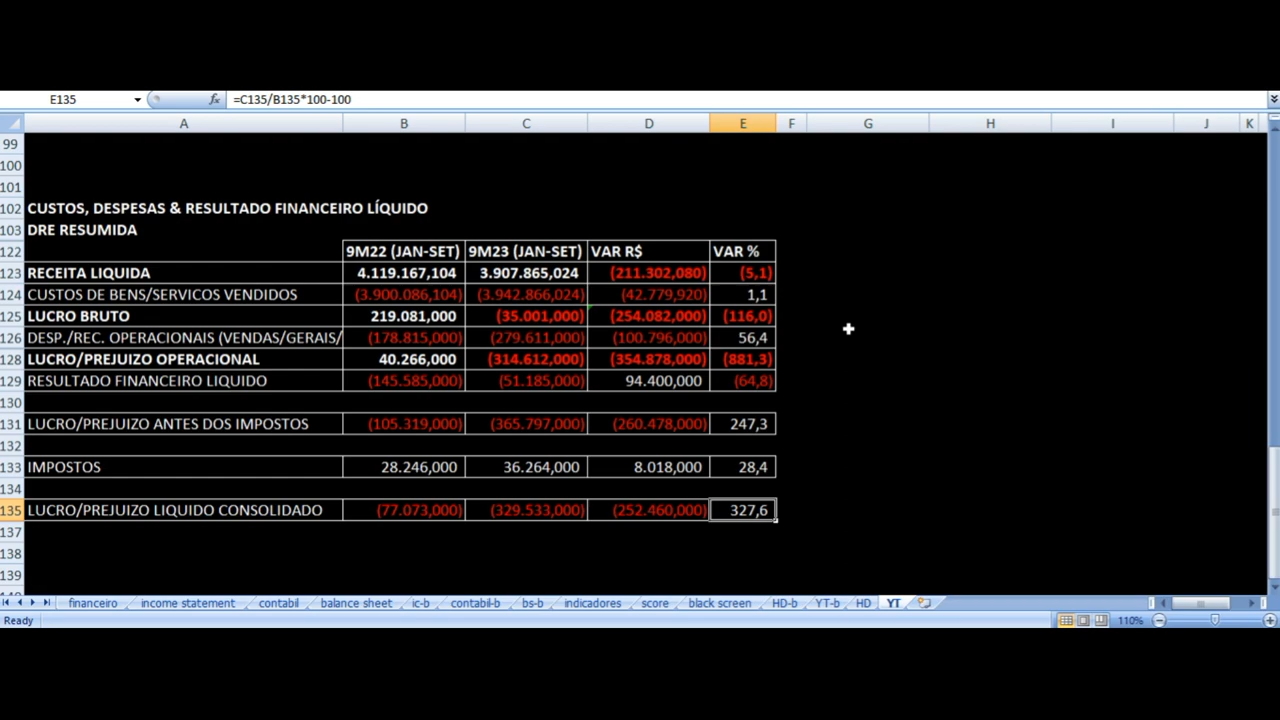 E135 fx =C135/B135*100-100
A B C D E F G H I J K
99
100
101
102 CUSTOS, DESPESAS & RESULTADO FINANCEIRO LÍQUIDO
103 DRE RESUMIDA
122 9M22 (JAN-SET) 9M23 (JAN-SET) VAR R$ VAR %
123 RECEITA LIQUIDA 4.119.167,104 3.907.865,024 (211.302,080) (5,1)
124 CUSTOS DE BENS/SERVICOS VENDIDOS (3.900.086,104) (3.942.866,024) (42.779,920) 1,1
125 LUCRO BRUTO 219.081,000 (35.001,000) (254.082,000) (116,0)
126 DESP./REC. OPERACIONAIS (VENDAS/GERAIS/ (178.815,000) (279.611,000) (100.796,000) 56,4
128 LUCRO/PREJUIZO OPERACIONAL 40.266,000 (314.612,000) (354.878,000) (881,3)
129 RESULTADO FINANCEIRO LIQUIDO (145.585,000) (51.185,000) 94.400,000 (64,8)
130
131 LUCRO/PREJUIZO ANTES DOS IMPOSTOS (105.319,000) (365.797,000) (260.478,000) 247,3
132
133 IMPOSTOS 28.246,000 36.264,000 8.018,000 28,4
134
135 LUCRO/PREJUIZO LIQUIDO CONSOLIDADO (77.073,000) (329.533,000) (252.460,000) 327,6
137
138
139
financeiro income statement contabil balance sheet ic-b contabil-b bs-b indicadores score black screen HD-b YT-b HD YT
Ready 110%